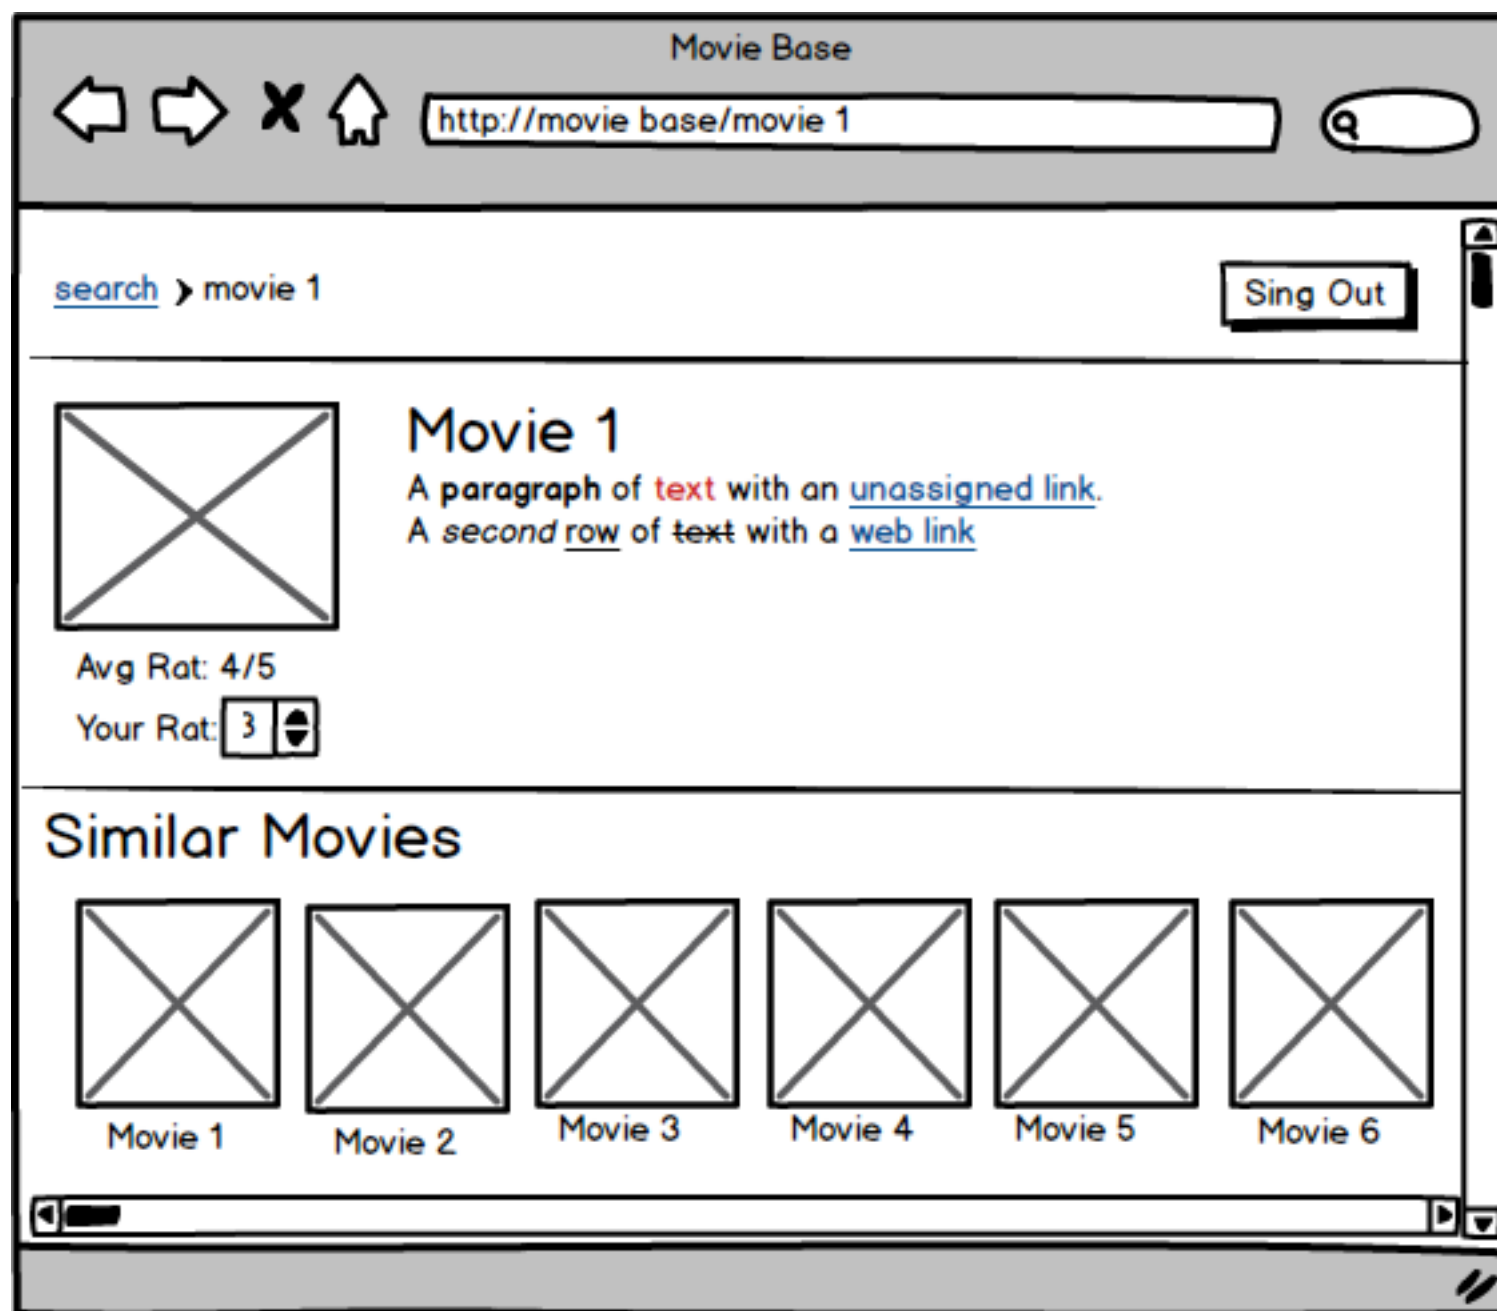 Movie Base
http://movie base/movie 1
search > movie 1
Sing Out
Movie 1
A paragraph of text with an unassigned link.
A second row of text with a web link
Avg Rat: 4/5
Your Rat: 3
Similar Movies
Movie 1
Movie 2
Movie 3
Movie 4
Movie 5
Movie 6